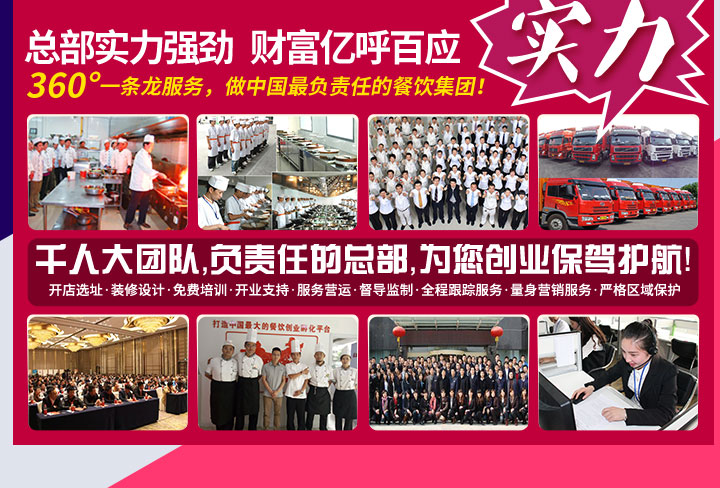 总部实力强劲 财富亿呼百应
实力
360°一条龙服务，做中国最负责任的餐饮集团！
千人大团队,负责任的总部,为您创业保驾护航!
开店选址·装修设计·免费培训·开业支持·服务营运·督导监制·全程跟踪服务·量身营销服务·严格区域保护
打造中国最大的餐饮创业孵化平台